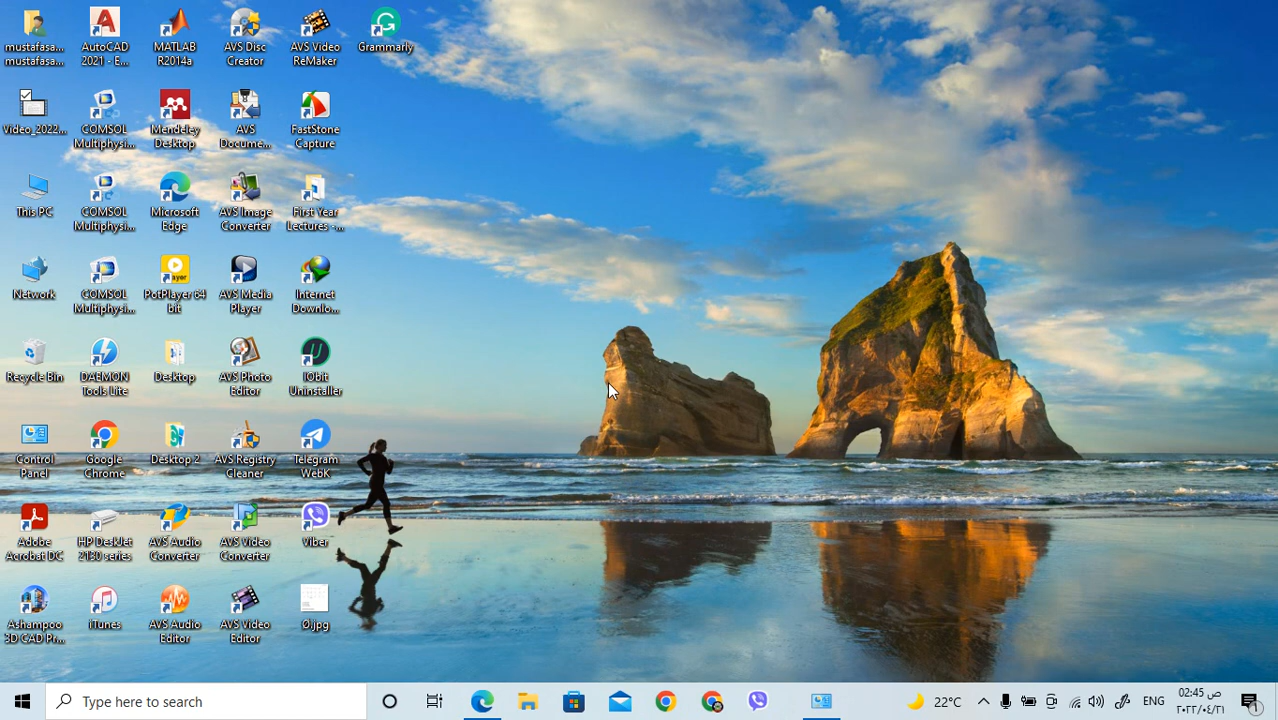 mustafasa...
mustafasa...
AutoCAD
2021 - E...
MATLAB
R2014a
AVS Disc
Creator
AVS Video
ReMaker
Grammarly
Video_2022...
COMSOL
Multiphysi...
Mendeley
Desktop
AVS
Docume...
FastStone
Capture
This PC
COMSOL
Multiphysi...
Microsoft
Edge
AVS Image
Converter
First Year
Lectures -...
Network
COMSOL
Multiphysi...
PotPlayer 64
bit
AVS Media
Player
Internet
Downlo...
Recycle Bin
DAEMON
Tools Lite
Desktop
AVS Photo
Editor
IObit
Uninstaller
Control
Panel
Google
Chrome
Desktop 2
AVS Registry
Cleaner
Telegram
WebK
Adobe
Acrobat DC
HP DeskJet
2130 series
AVS Audio
Converter
AVS Video
Converter
Viber
Ashampoo
3D CAD Pr...
iTunes
AVS Audio
Editor
AVS Video
Editor
Type here to search
22°C
ENG
02:45 ص
٢٠٢٢/٠٤/٢١
1